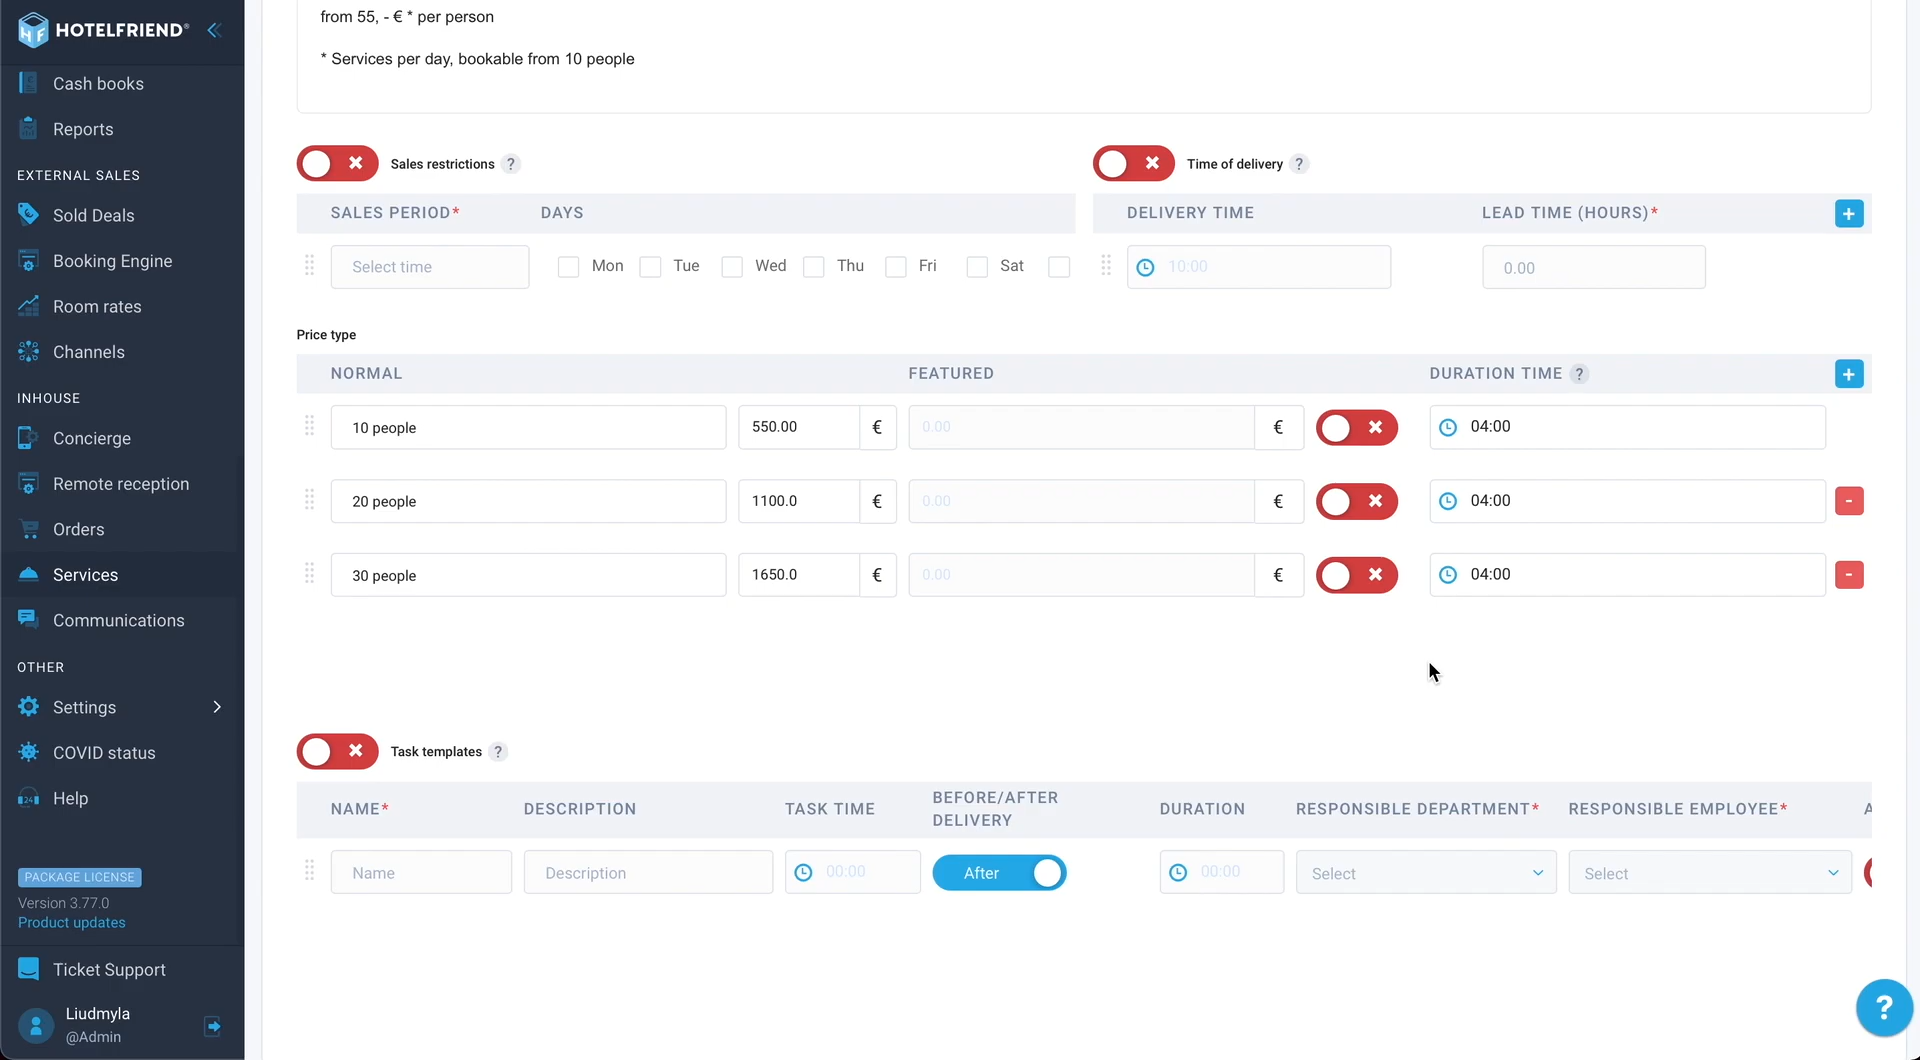 HOTELFRIEND®
Cash books
Reports
EXTERNAL SALES
Sold Deals
Booking Engine
Room rates
Channels
INHOUSE
Concierge
Remote reception
Orders
Services
Communications
OTHER
Settings
COVID status
24
Help
PACKAGE LICENSE
Version 3.77.0
Product updates
Ticket Support
Liudmyla
@Admin
from 55, - € * per person
* Services per day, bookable from 10 people
Sales restrictions ?
SALES PERIOD* DAYS
Select time Mon Tue Wed Thu Fri Sat
Time of delivery ?
DELIVERY TIME LEAD TIME (HOURS)* +
10:00 0.00
Price type
NORMAL FEATURED DURATION TIME ? +
10 people 550.00 € 0.00 € 04:00
20 people 1100.0 € 0.00 € 04:00 -
30 people 1650.0 € 0.00 € 04:00 -
Task templates ?
NAME* DESCRIPTION TASK TIME BEFORE/AFTER DELIVERY DURATION RESPONSIBLE DEPARTMENT* RESPONSIBLE EMPLOYEE* A
Name Description 00:00 After 00:00 Select Select
?